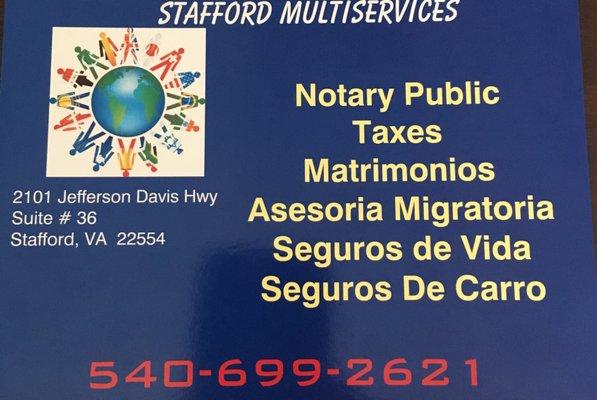 STAFFORD MULTISERVICES
Notary Public
Taxes
Matrimonios
Asesoria Migratoria
Seguros de Vida
Seguros De Carro
2101 Jefferson Davis Hwy
Suite # 36
Stafford, VA 22554
540-699-2621